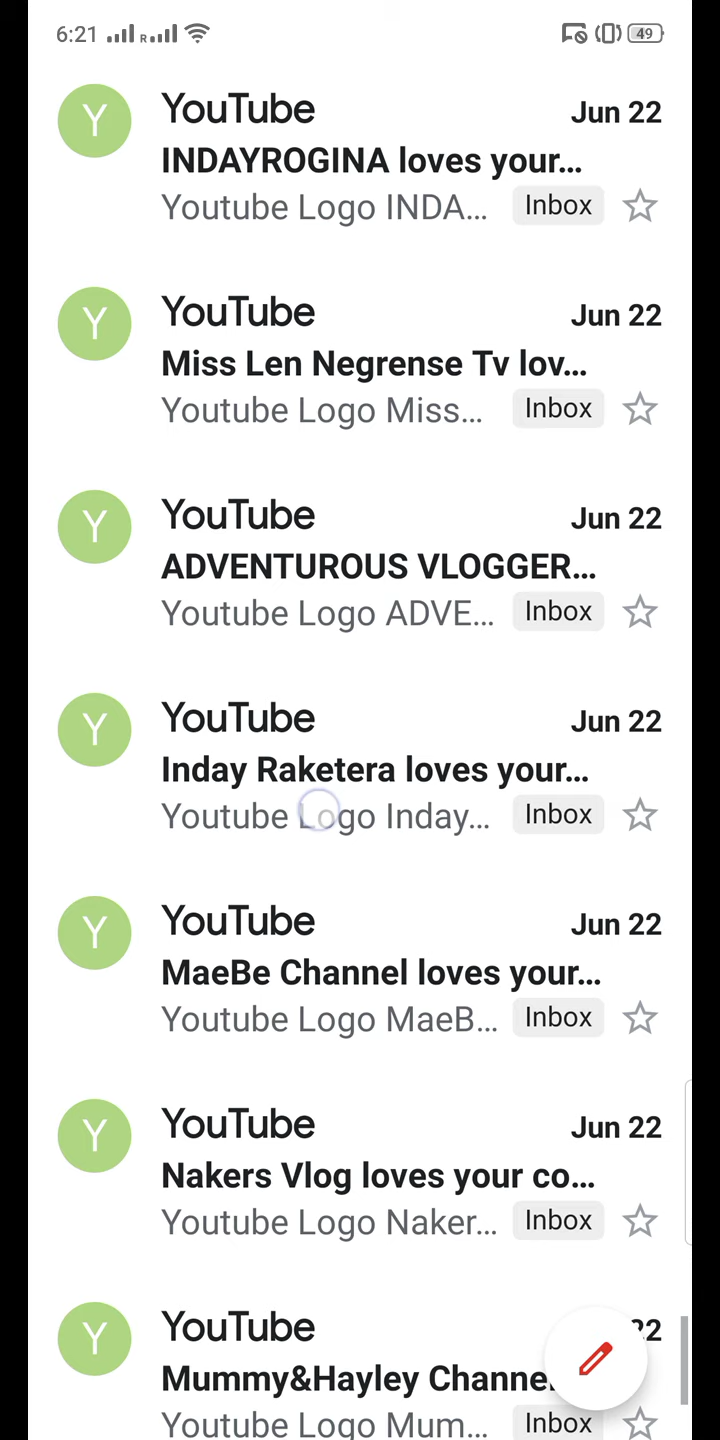 6:21 R 49
YouTube Jun 22
INDAYROGINA loves your...
Youtube Logo INDA... Inbox
Y
YouTube Jun 22
Miss Len Negrense Tv lov...
Youtube Logo Miss... Inbox
Y
YouTube Jun 22
ADVENTUROUS VLOGGER...
Youtube Logo ADVE... Inbox
Y
YouTube Jun 22
Inday Raketera loves your...
Youtube Logo Inday... Inbox
Y
YouTube Jun 22
MaeBe Channel loves your...
Youtube Logo MaeB... Inbox
Y
YouTube Jun 22
Nakers Vlog loves your co...
Youtube Logo Naker... Inbox
Y
YouTube 22
Mummy&Hayley Channel
Youtube Logo Mum... Inbox
Y